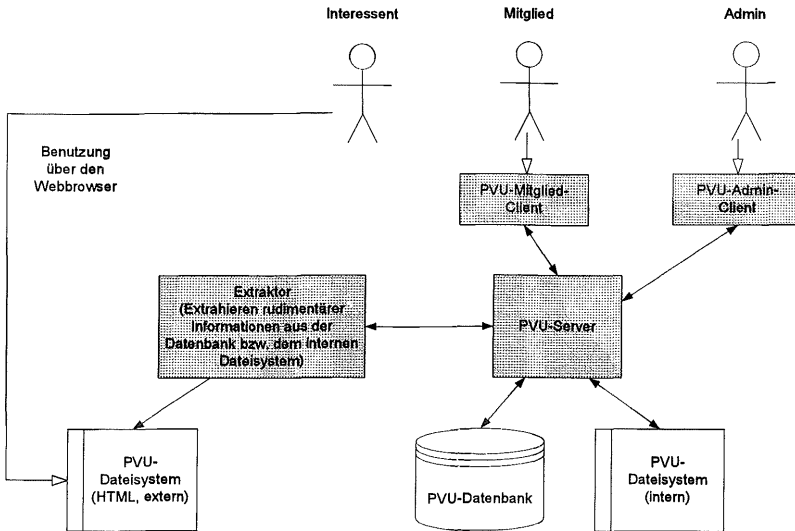 Interessent
Mitglied
Admin
Benutzung
über den
Webbrowser
PVU-Mitglied-
Client
PVU-Admin-
Client
Extraktor
(Extrahieren rudimentärer
Informationen aus der
Datenbank bzw. dem internen
Dateisystem)
PVU-Server
PVU-
Dateisystem
(HTML, extern)
PVU-Datenbank
PVU-
Dateisystem
(intern)